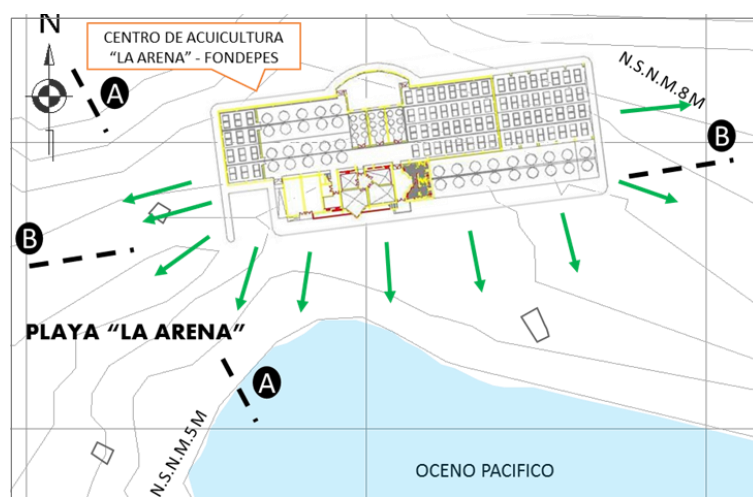 N
CENTRO DE ACUICULTURA
“LA ARENA” - FONDEPES
A
N.S.N.M.8M
B
B
PLAYA “LA ARENA”
A
N.S.N.M.5M
OCENO PACIFICO